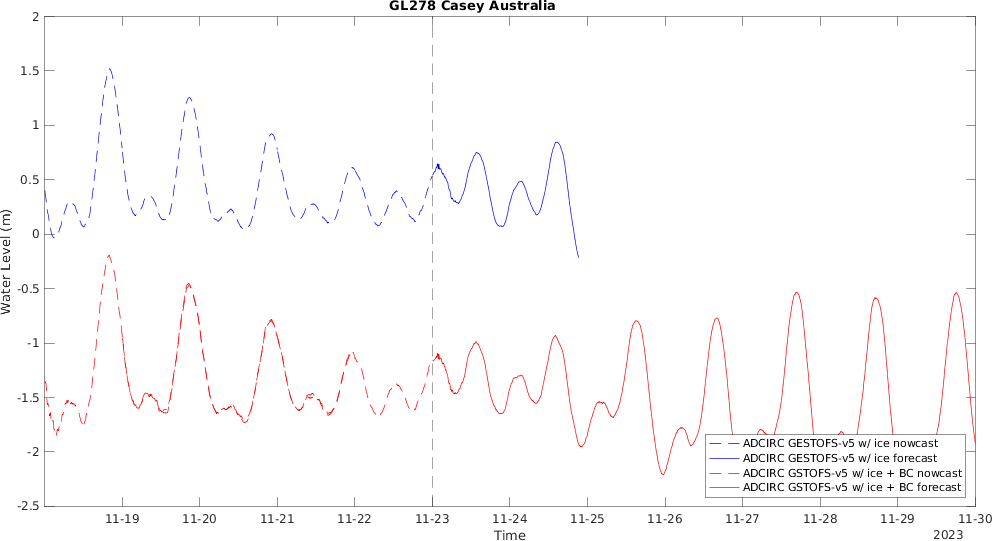 GL278 Casey Australia
2
1.5
1
0.5
0
-0.5
-1
-1.5
-2
-2.5
Water Level (m)
ADCIRC GESTOFS-v5 w/ ice nowcast
ADCIRC GESTOFS-v5 w/ ice forecast
ADCIRC GSTOFS-v5 w/ ice + BC nowcast
ADCIRC GSTOFS-v5 w/ ice + BC forecast
11-19 11-20 11-21 11-22 11-23 11-24 11-25 11-26 11-27 11-28 11-29 11-30
Time
2023